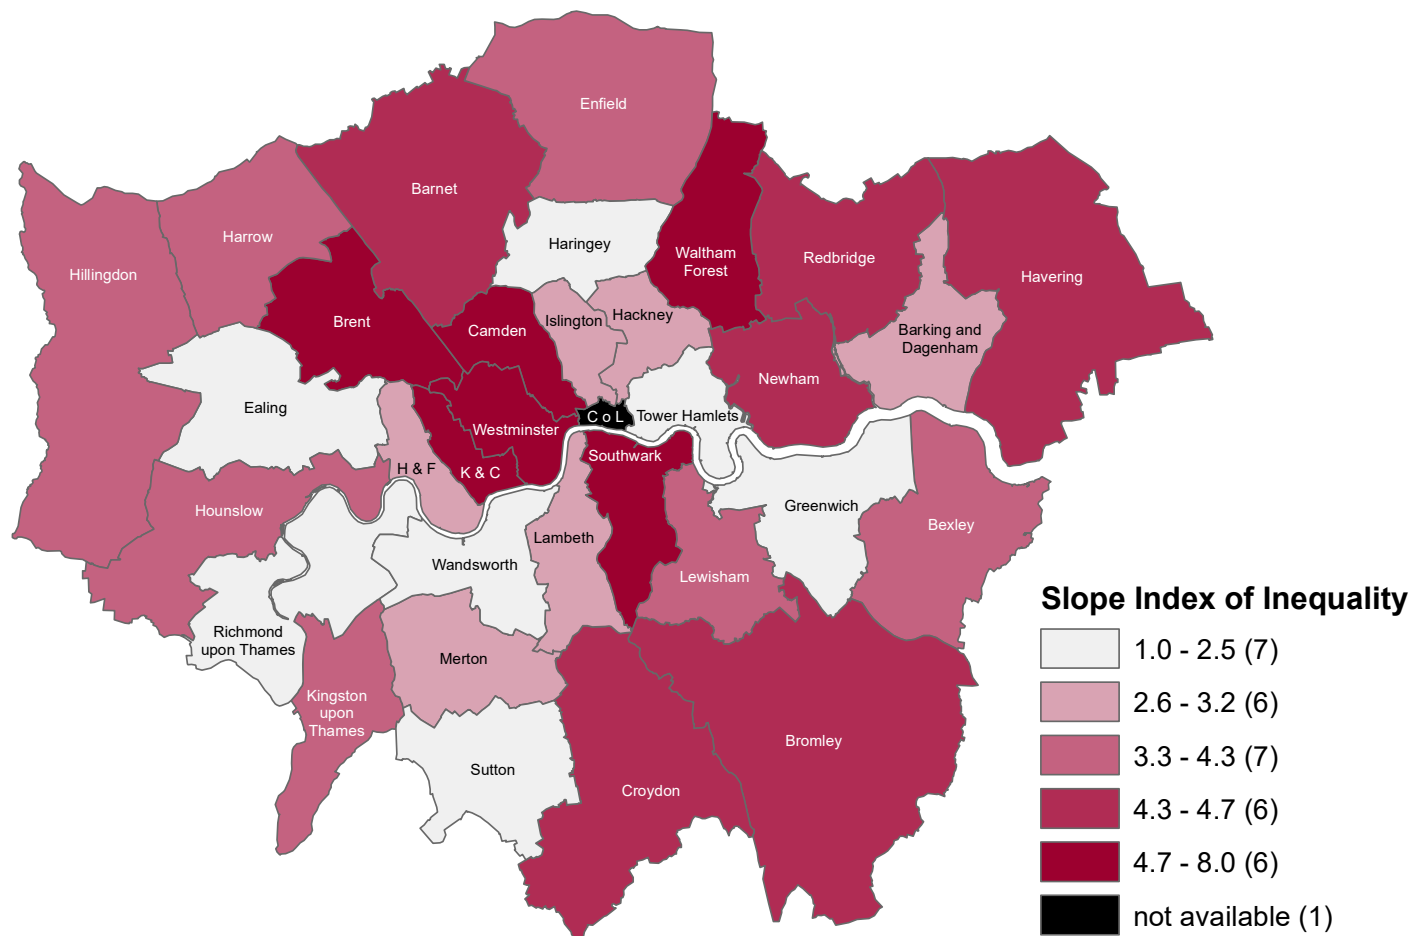 Enfield
Barnet
Harrow
Haringey
Waltham
Forest
Redbridge
Hillingdon
Havering
Brent
Camden
Islington
Hackney
Barking and
Dagenham
Newham
Ealing
Westminster
C o L
Tower Hamlets
H & F
K & C
Southwark
Hounslow
Greenwich
Bexley
Lambeth
Wandsworth
Lewisham
Richmond
upon Thames
Merton
Kingston
upon
Thames
Sutton
Croydon
Bromley
Slope Index of Inequality
1.0 - 2.5 (7)
2.6 - 3.2 (6)
3.3 - 4.3 (7)
4.3 - 4.7 (6)
4.7 - 8.0 (6)
not available (1)